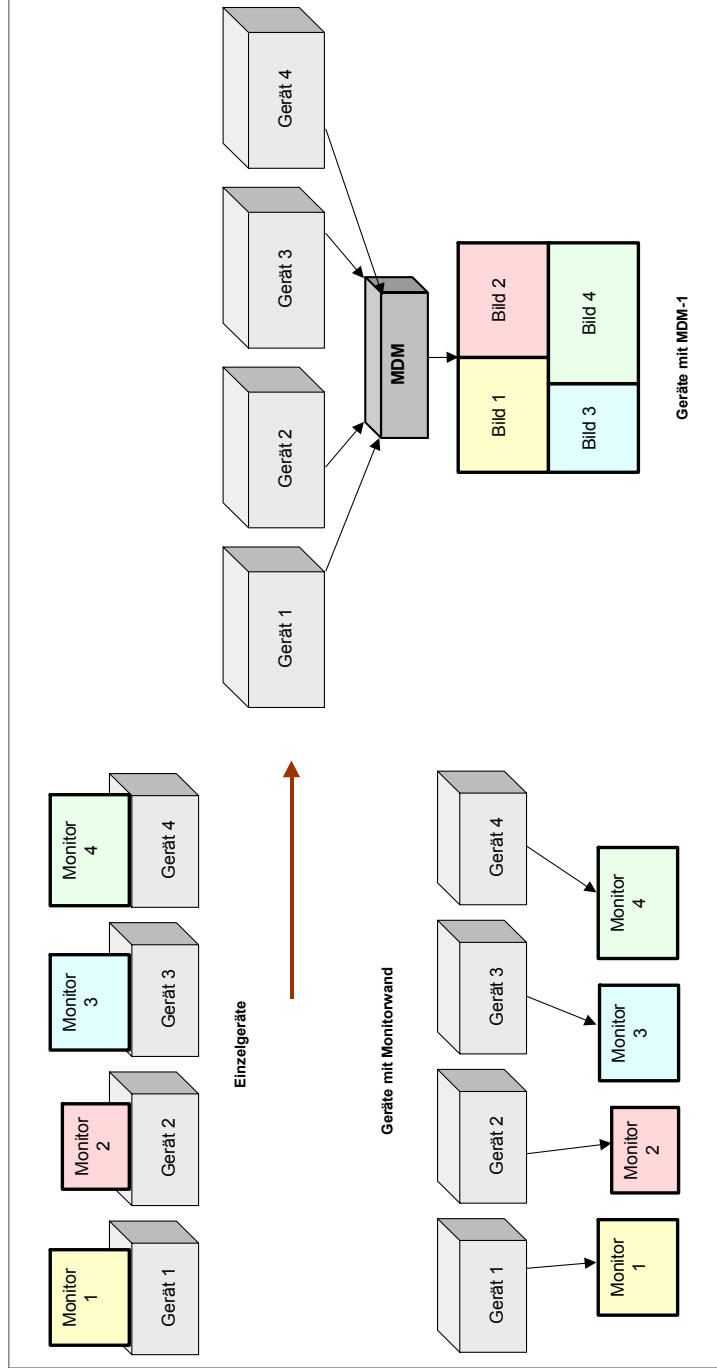 Monitor
1
Monitor
2
Monitor
3
Monitor
4
Gerät 1
Gerät 2
Gerät 3
Gerät 4
Einzelgeräte
Geräte mit Monitorwand
Gerät 1
Gerät 2
Gerät 3
Gerät 4
Monitor
1
Monitor
2
Monitor
3
Monitor
4
Gerät 1
Gerät 2
Gerät 3
Gerät 4
MDM
Bild 1
Bild 2
Bild 3
Bild 4
Geräte mit MDM-1